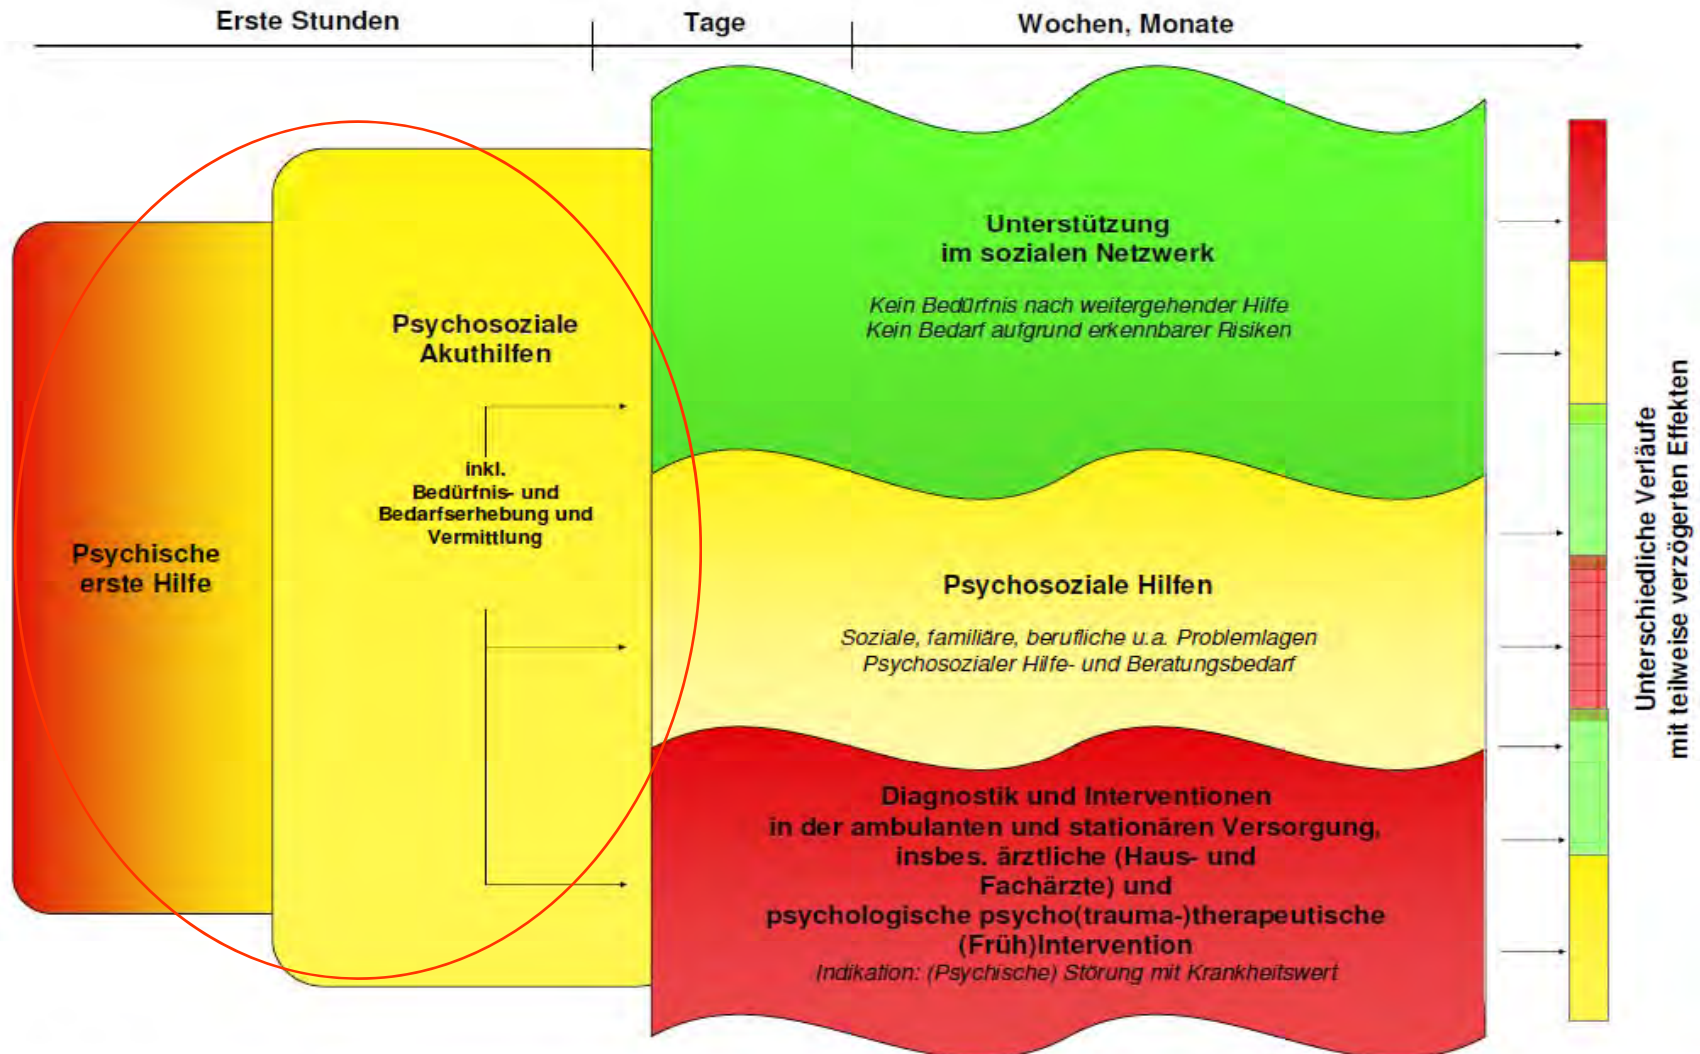 Erste Stunden
Tage
Wochen, Monate
Psychische
erste Hilfe
Psychosoziale
Akuthilfen
inkl.
Bedürfnis- und
Bedarfserhebung und
Vermittlung
Unterstützung
im sozialen Netzwerk
Kein Bedürfnis nach weitergehender Hilfe
Kein Bedarf aufgrund erkennbarer Risiken
Psychosoziale Hilfen
Soziale, familiäre, berufliche u.a. Problemlagen
Psychosozialer Hilfe- und Beratungsbedarf
Diagnostik und Interventionen
in der ambulanten und stationären Versorgung,
insbes. ärztliche (Haus- und
Fachärzte) und
psychologische psycho(trauma-)therapeutische
(Früh)Intervention
Indikation: (Psychische) Störung mit Krankheitswert
Unterschiedliche Verläufe
mit teilweise verzögerten Effekten